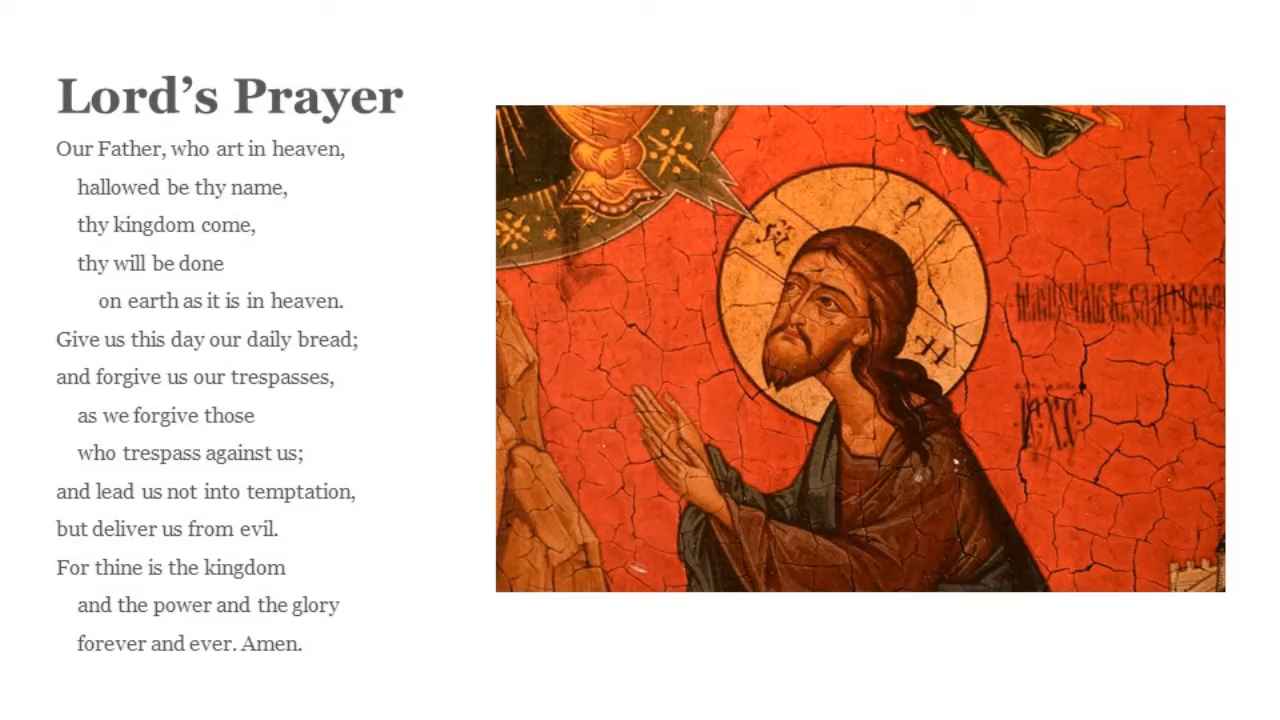 Lord’s Prayer
Our Father, who art in heaven,
hallowed be thy name,
thy kingdom come,
thy will be done
on earth as it is in heaven.
Give us this day our daily bread;
and forgive us our trespasses,
as we forgive those
who trespass against us;
and lead us not into temptation,
but deliver us from evil.
For thine is the kingdom
and the power and the glory
forever and ever. Amen.